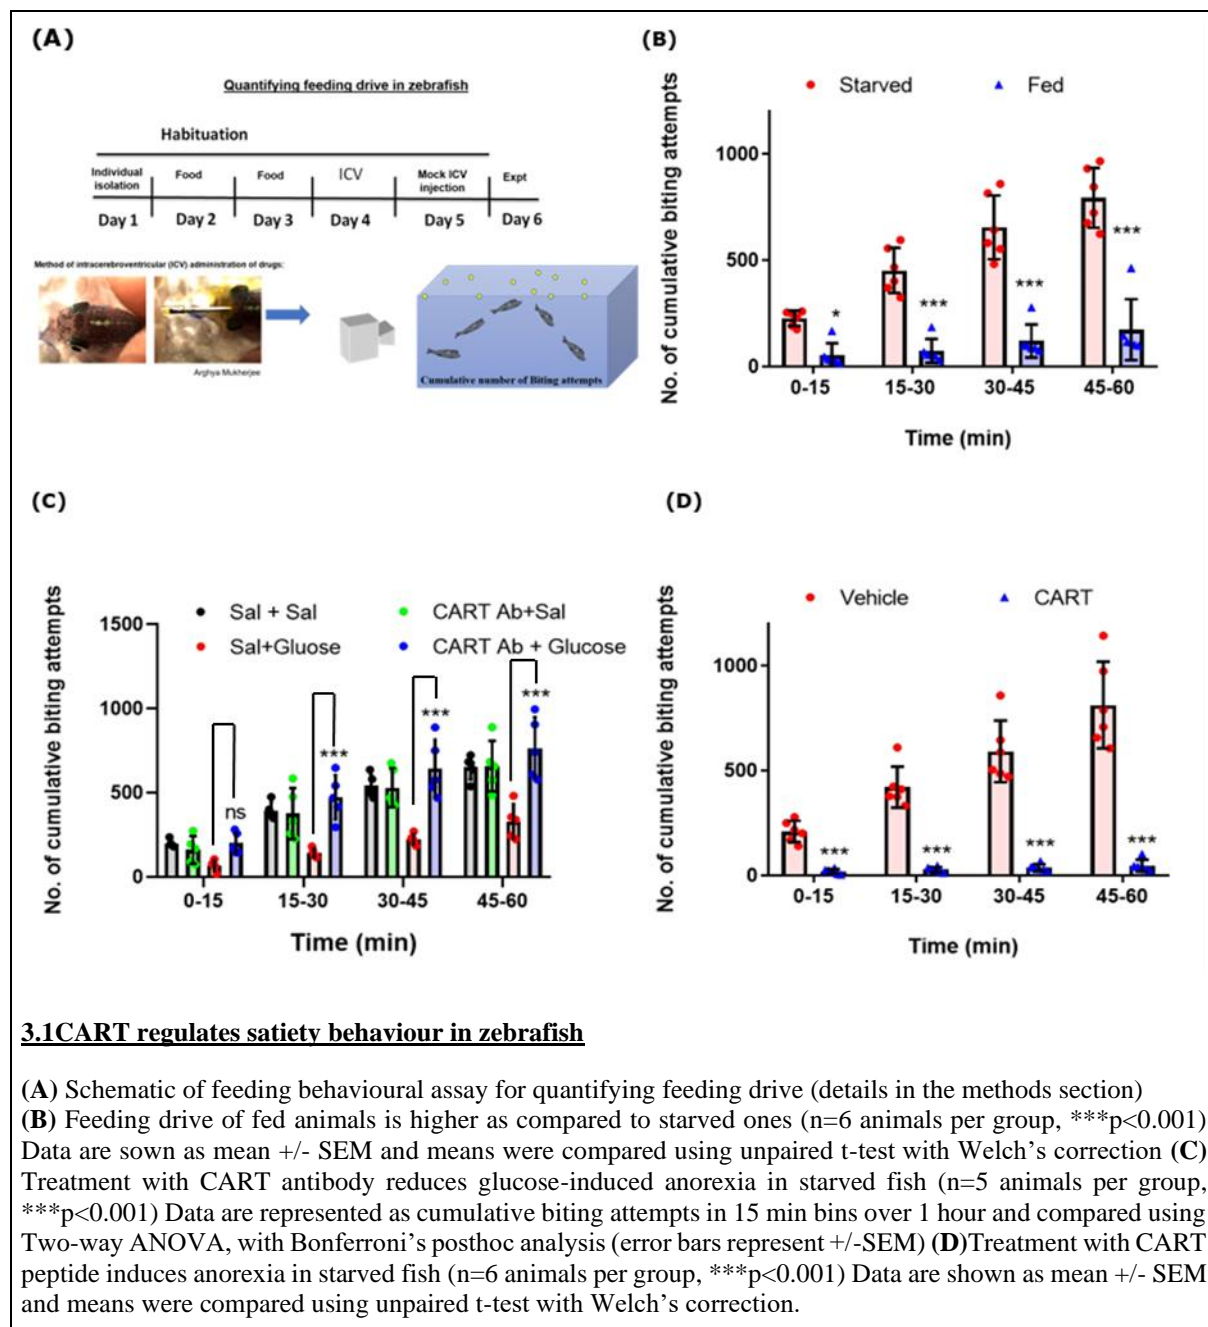 (A)
Quantifying feeding drive in zebrafish
Habituation
Individual isolation
Food
Food
ICV
Mock ICV injection
Expt
Day 1
Day 2
Day 3
Day 4
Day 5
Day 6
Method of intracerebroventricular (ICV) administration of drugs:
Arghya Mukherjee
Cumulative number of Biting attempts
(B)
No. of cumulative biting attempts
Starved
Fed
1000
500
0
*
***
***
***
0-15
15-30
30-45
45-60
Time (min)
(C)
No. of cumulative biting attempts
Sal + Sal
CART Ab+Sal
Sal+Gluose
CART Ab + Glucose
1500
1000
500
0
ns
***
***
***
0-15
15-30
30-45
45-60
Time (min)
(D)
No. of cumulative biting attempts
Vehicle
CART
1000
500
0
***
***
***
***
0-15
15-30
30-45
45-60
Time (min)
3.1CART regulates satiety behaviour in zebrafish
(A) Schematic of feeding behavioural assay for quantifying feeding drive (details in the methods section)
(B) Feeding drive of fed animals is higher as compared to starved ones (n=6 animals per group, ***p<0.001)
Data are sown as mean +/- SEM and means were compared using unpaired t-test with Welch's correction (C)
Treatment with CART antibody reduces glucose-induced anorexia in starved fish (n=5 animals per group,
***p<0.001) Data are represented as cumulative biting attempts in 15 min bins over 1 hour and compared using
Two-way ANOVA, with Bonferroni's posthoc analysis (error bars represent +/-SEM) (D)Treatment with CART
peptide induces anorexia in starved fish (n=6 animals per group, ***p<0.001) Data are shown as mean +/- SEM
and means were compared using unpaired t-test with Welch's correction.